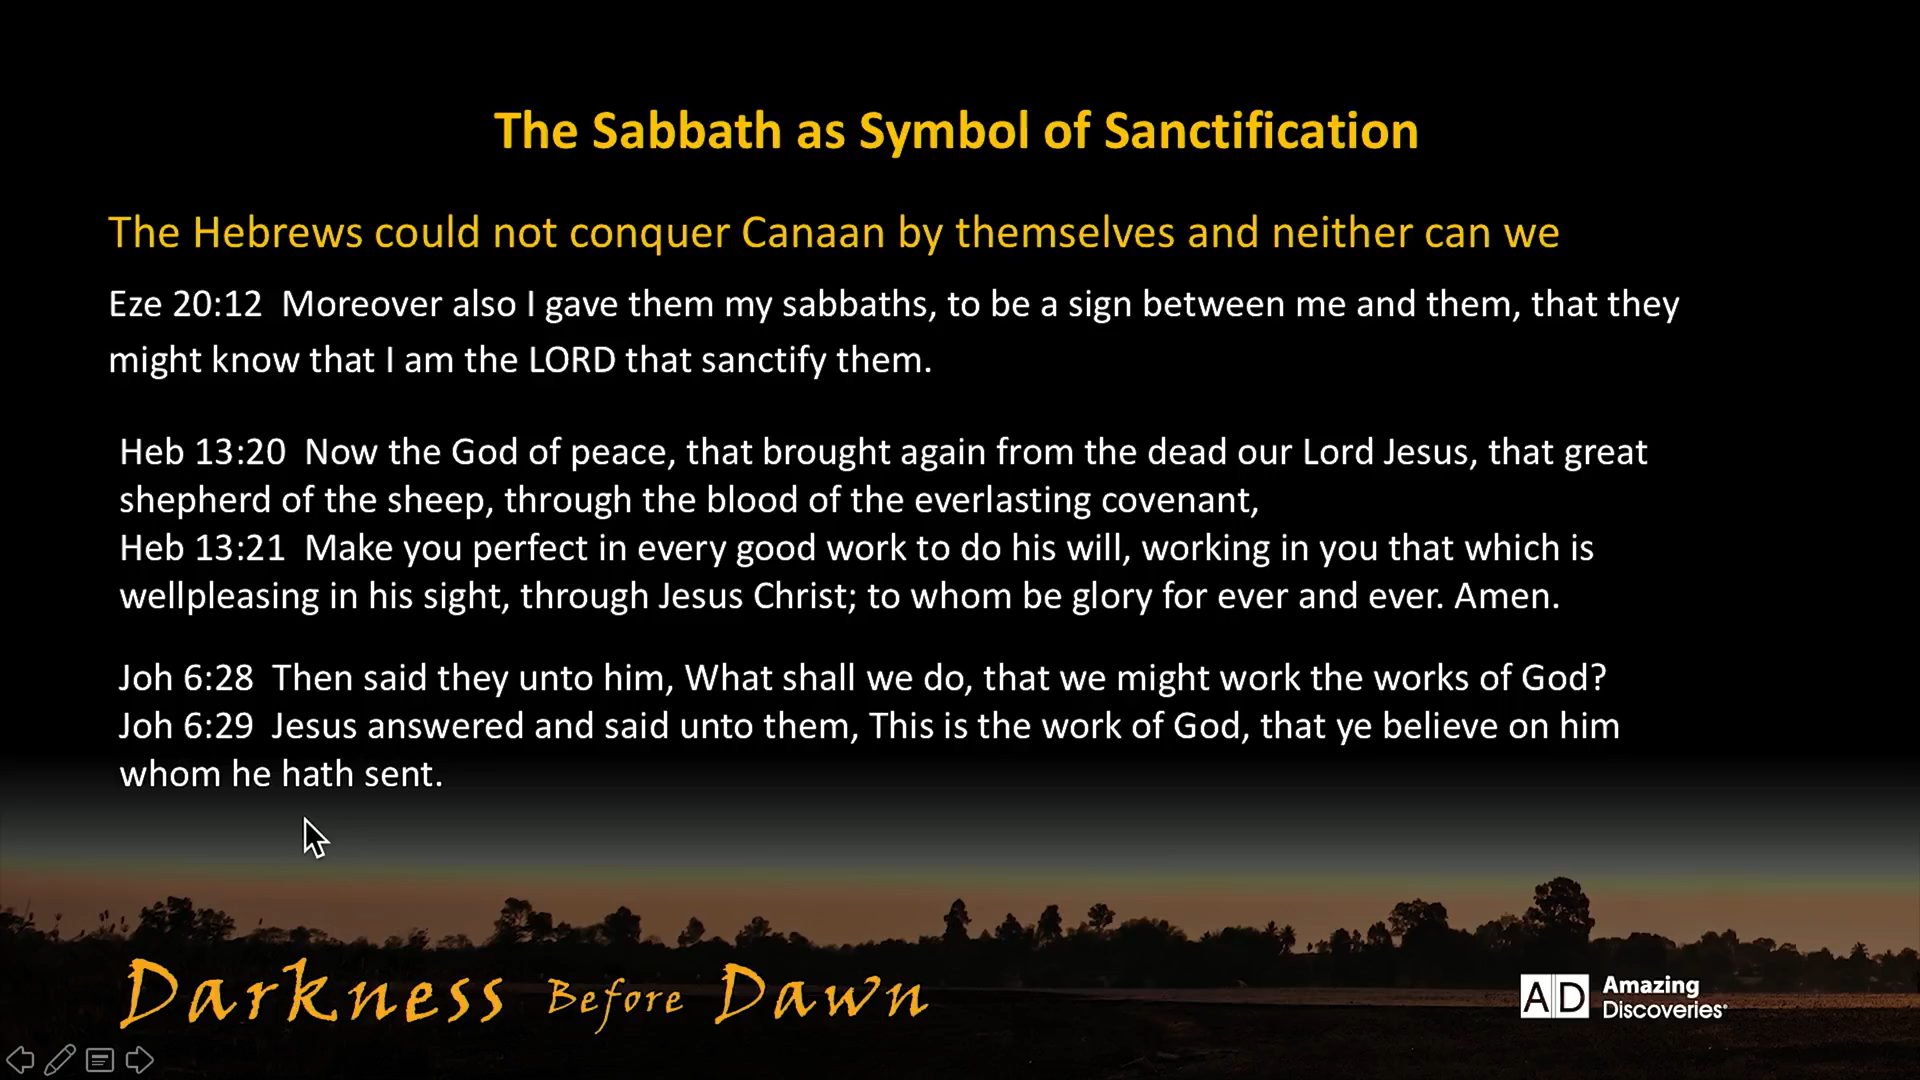 The Sabbath as Symbol of Sanctification
The Hebrews could not conquer Canaan by themselves and neither can we
Eze 20:12  Moreover also I gave them my sabbaths, to be a sign between me and them, that they
might know that I am the LORD that sanctify them.
Heb 13:20  Now the God of peace, that brought again from the dead our Lord Jesus, that great
shepherd of the sheep, through the blood of the everlasting covenant,
Heb 13:21  Make you perfect in every good work to do his will, working in you that which is
wellpleasing in his sight, through Jesus Christ; to whom be glory for ever and ever. Amen.
Joh 6:28  Then said they unto him, What shall we do, that we might work the works of God?
Joh 6:29  Jesus answered and said unto them, This is the work of God, that ye believe on him
whom he hath sent.
Darkness Before Dawn
AD Amazing
Discoveries